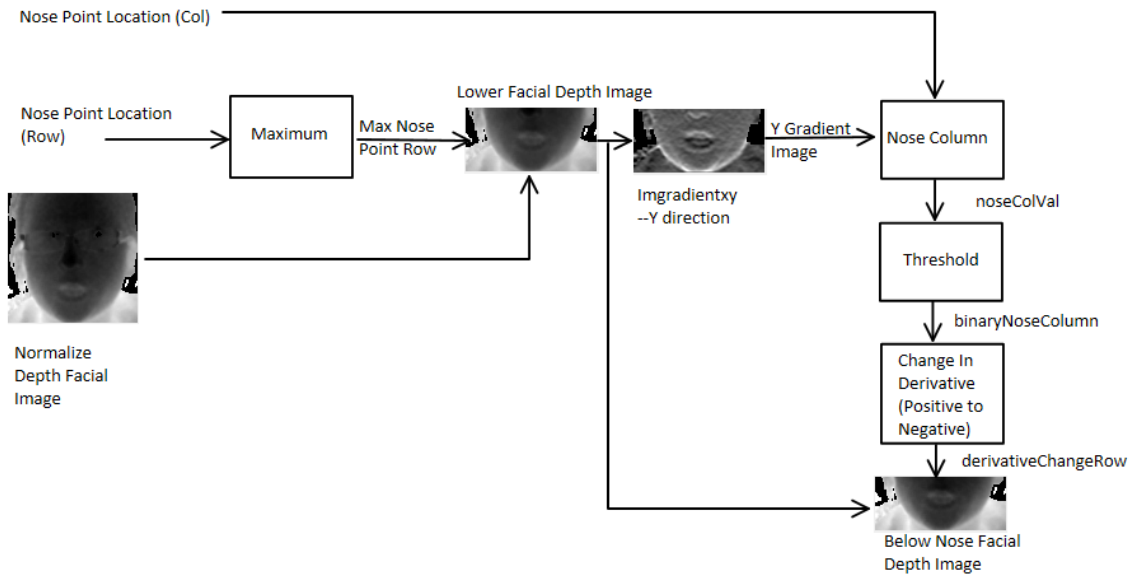 Nose Point Location (Col)
Nose Point Location
(Row)
Maximum
Max Nose
Point Row
Lower Facial Depth Image
Y Gradient
Image
Nose Column
Imgradientxy
--Y direction
noseColVal
Threshold
binaryNoseColumn
Normalize
Depth Facial
Image
Change In
Derivative
(Positive to
Negative)
derivativeChangeRow
Below Nose Facial
Depth Image